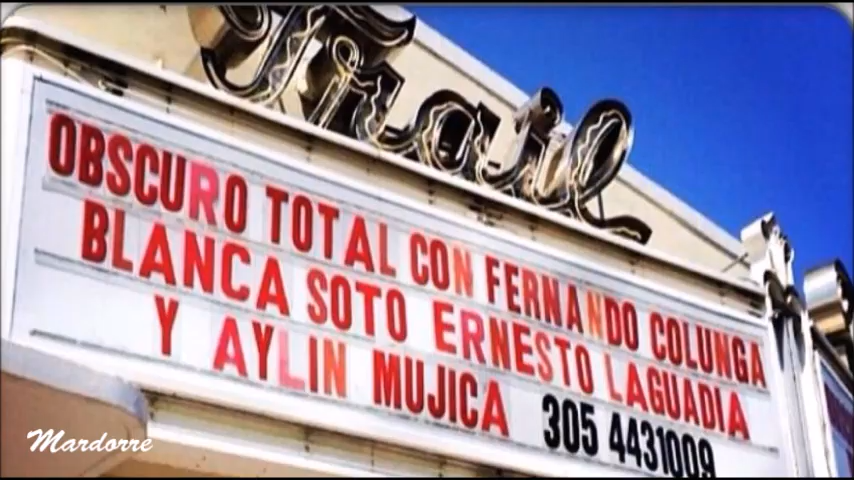 Trail
OBSCURO TOTAL CON FERNANDO COLUNGA
BLANCA SOTO ERNESTO LAGUADIA
Y AYLIN MUJICA 305 4431009
Mardorre